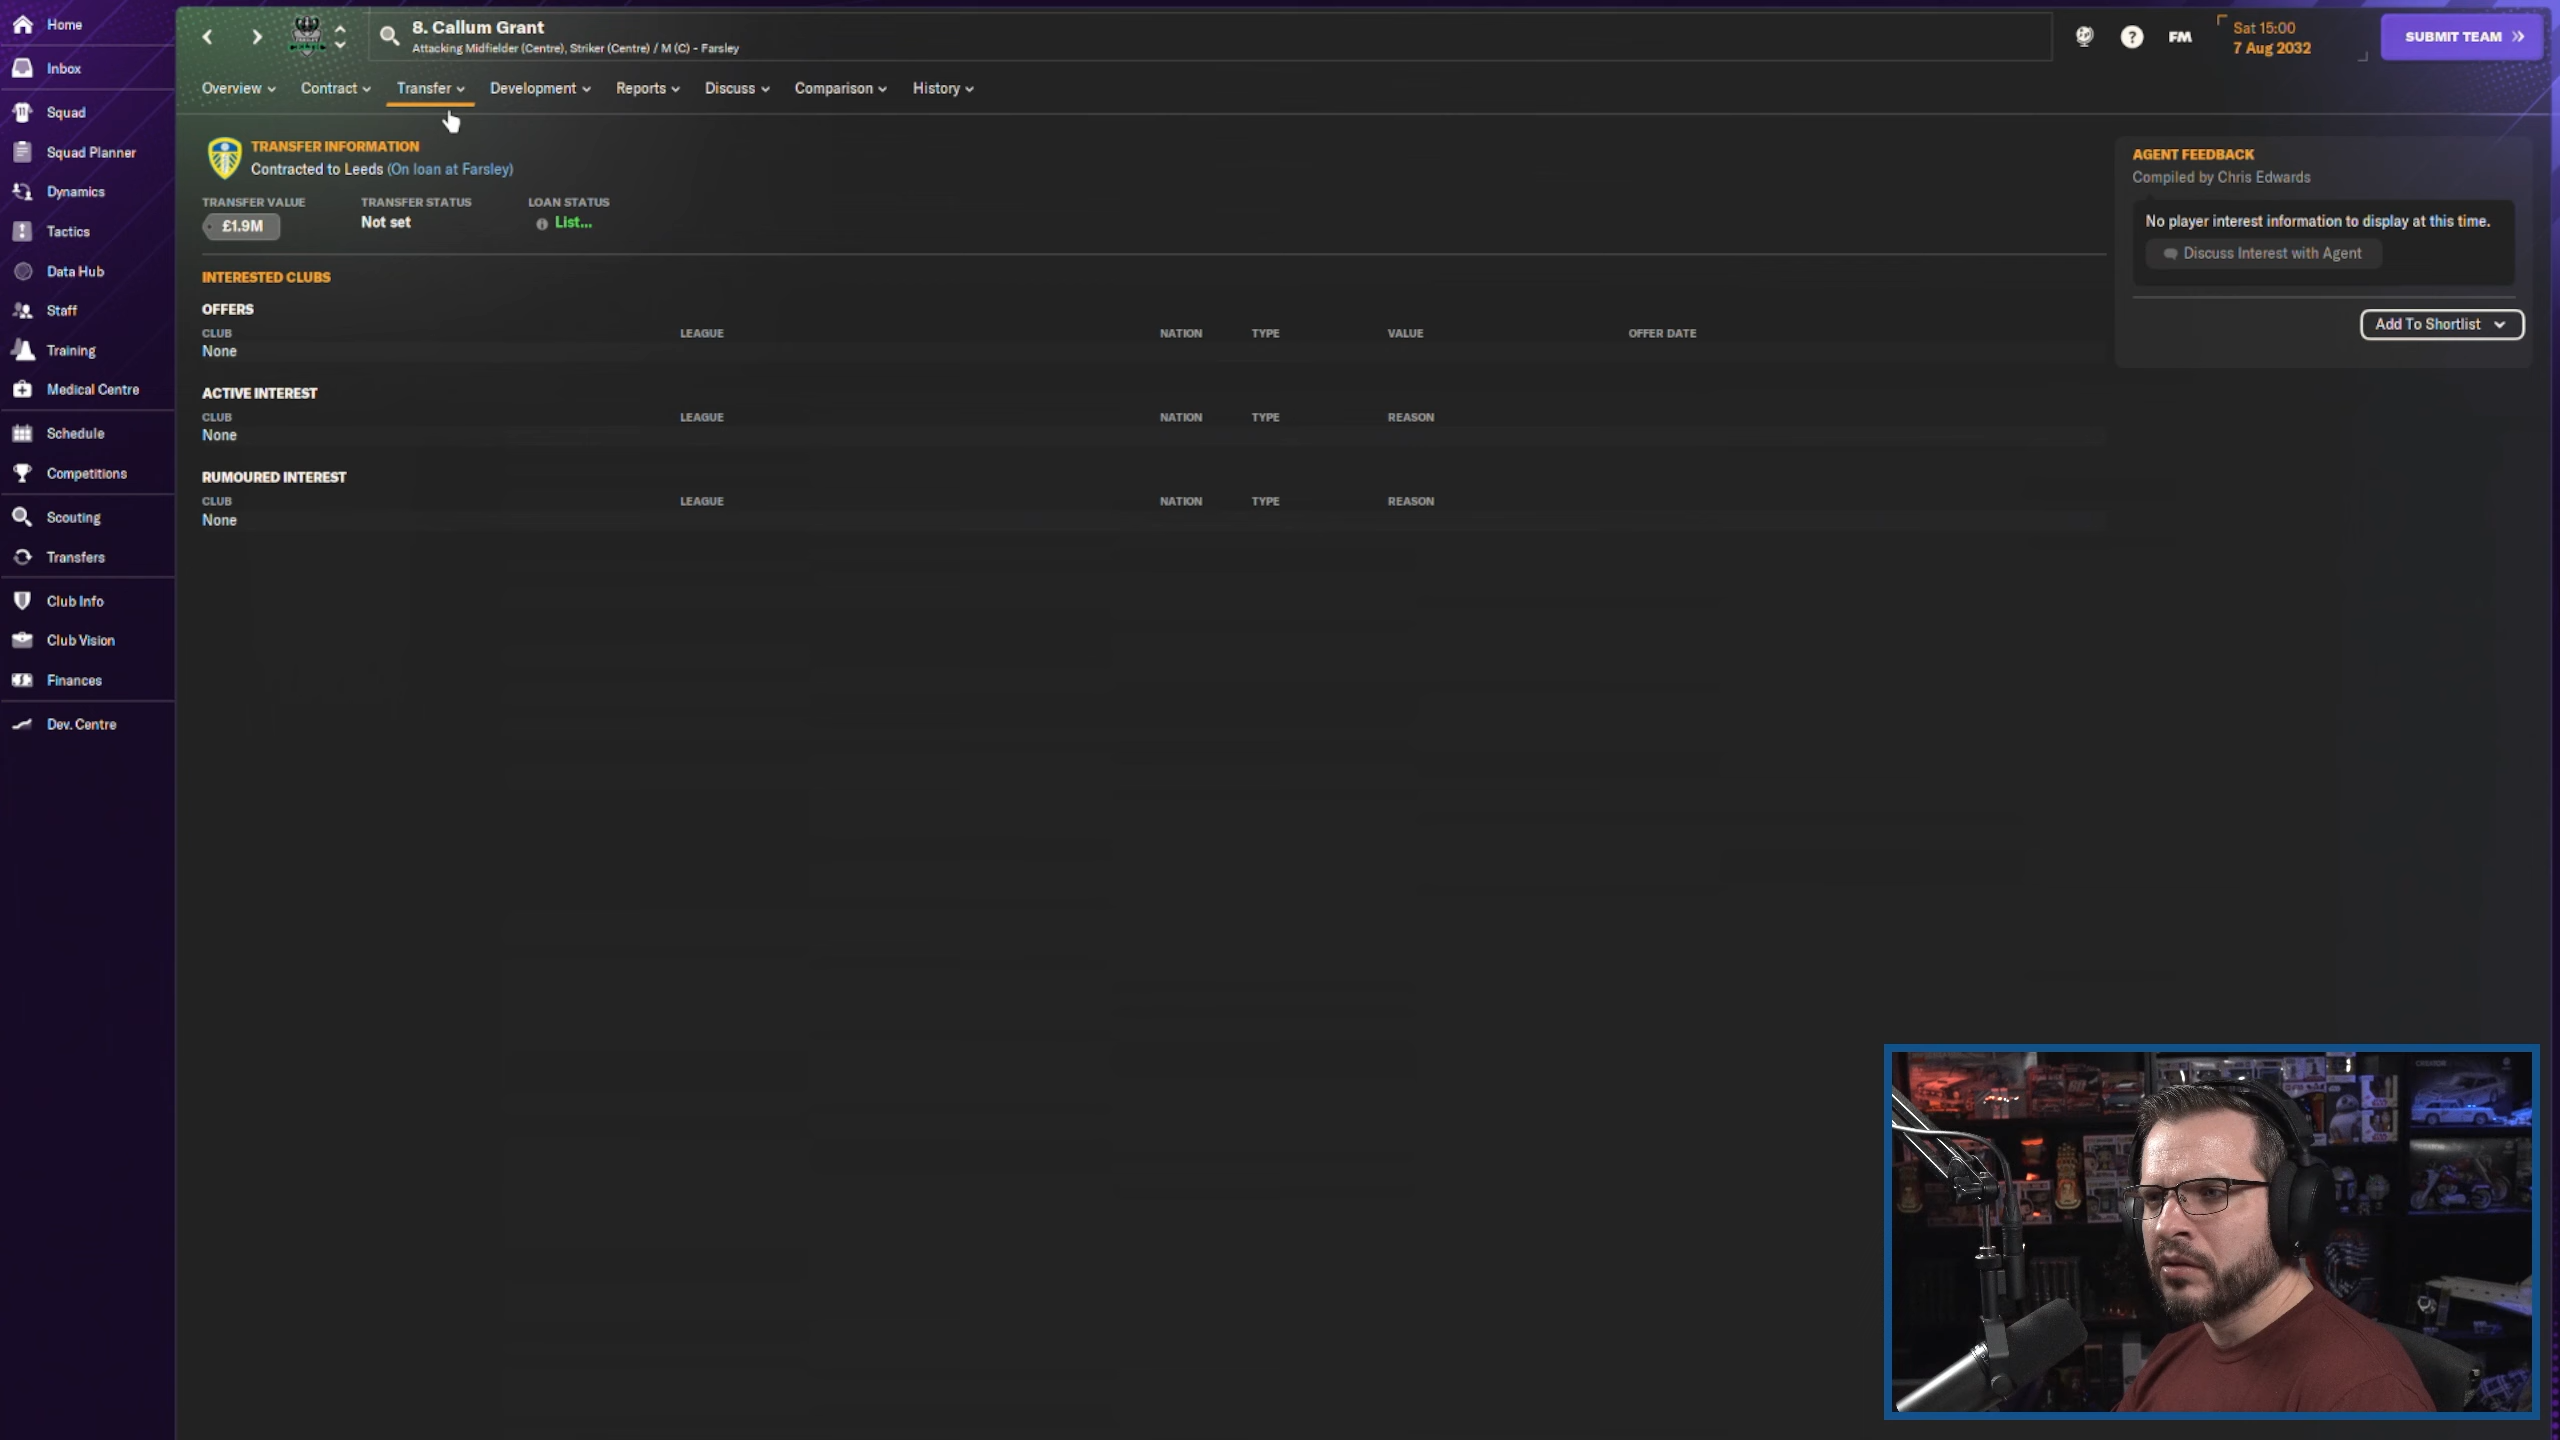 Home
Inbox
Squad
Squad Planner
Dynamics
Tactics
Data Hub
Staff
Training
Medical Centre
Schedule
Competitions
Scouting
Transfers
Club Info
Club Vision
Finances
Dev. Centre
8. Callum Grant
Attacking Midfielder (Centre), Striker (Centre) / M (C) - Farsley
?
FM
Sat 15:00
7 Aug 2032
SUBMIT TEAM
Overview
Contract
Transfer
Development
Reports
Discuss
Comparison
History
TRANSFER INFORMATION
Contracted to Leeds (On loan at Farsley)
TRANSFER VALUE
£1.9M
TRANSFER STATUS
Not set
LOAN STATUS
List...
INTERESTED CLUBS
OFFERS
CLUB LEAGUE NATION TYPE VALUE OFFER DATE
None
ACTIVE INTEREST
CLUB LEAGUE NATION TYPE REASON
None
RUMOURED INTEREST
CLUB LEAGUE NATION TYPE REASON
None
AGENT FEEDBACK
Compiled by Chris Edwards
No player interest information to display at this time.
Discuss Interest with Agent
Add To Shortlist